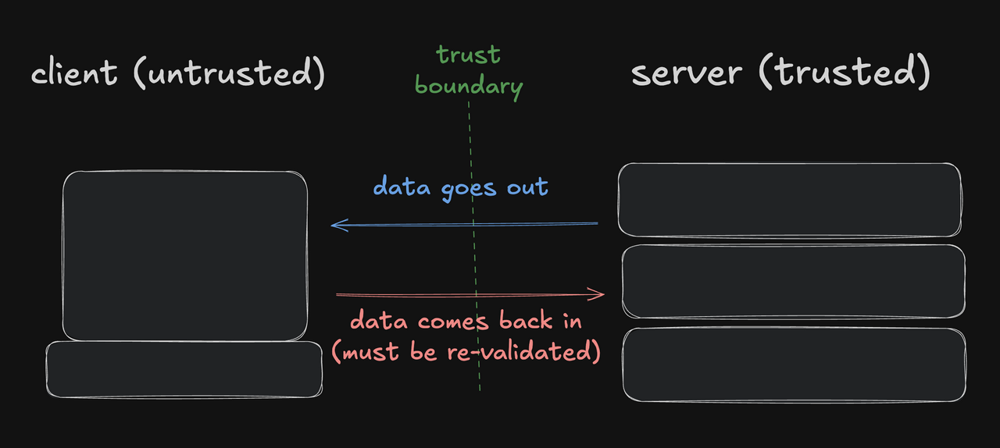 client (untrusted)
trust
boundary
server (trusted)
data goes out
data comes back in
(must be re-validated)